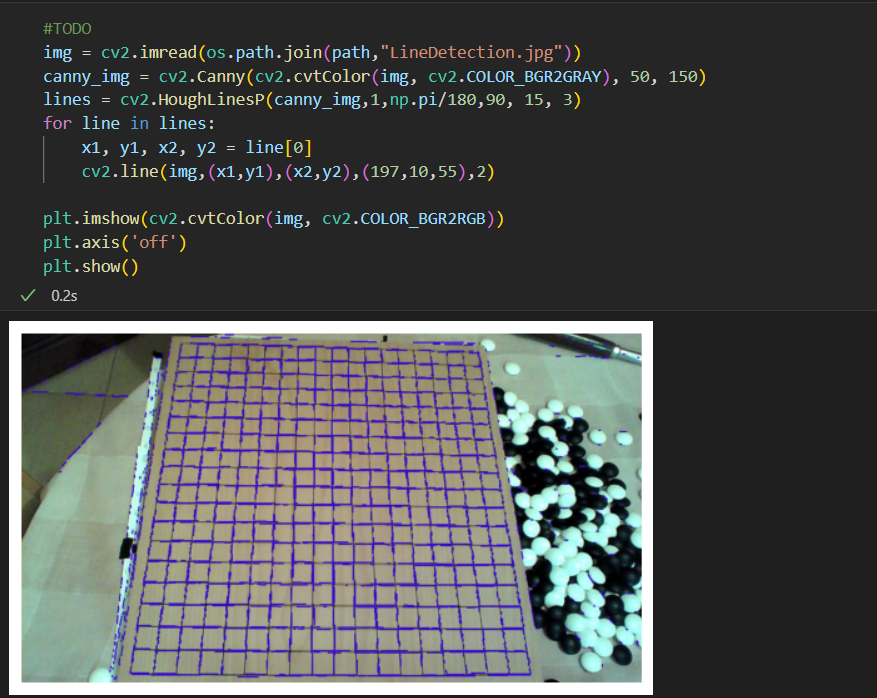 #TODO
img = cv2.imread(os.path.join(path,"LineDetection.jpg"))
canny_img = cv2.Canny(cv2.cvtColor(img, cv2.COLOR_BGR2GRAY), 50, 150)
lines = cv2.HoughLinesP(canny_img,1,np.pi/180,90, 15, 3)
for line in lines:
    x1, y1, x2, y2 = line[0]
    cv2.line(img,(x1,y1),(x2,y2),(197,10,55),2)
plt.imshow(cv2.cvtColor(img, cv2.COLOR_BGR2RGB))
plt.axis('off')
plt.show()
0.2s